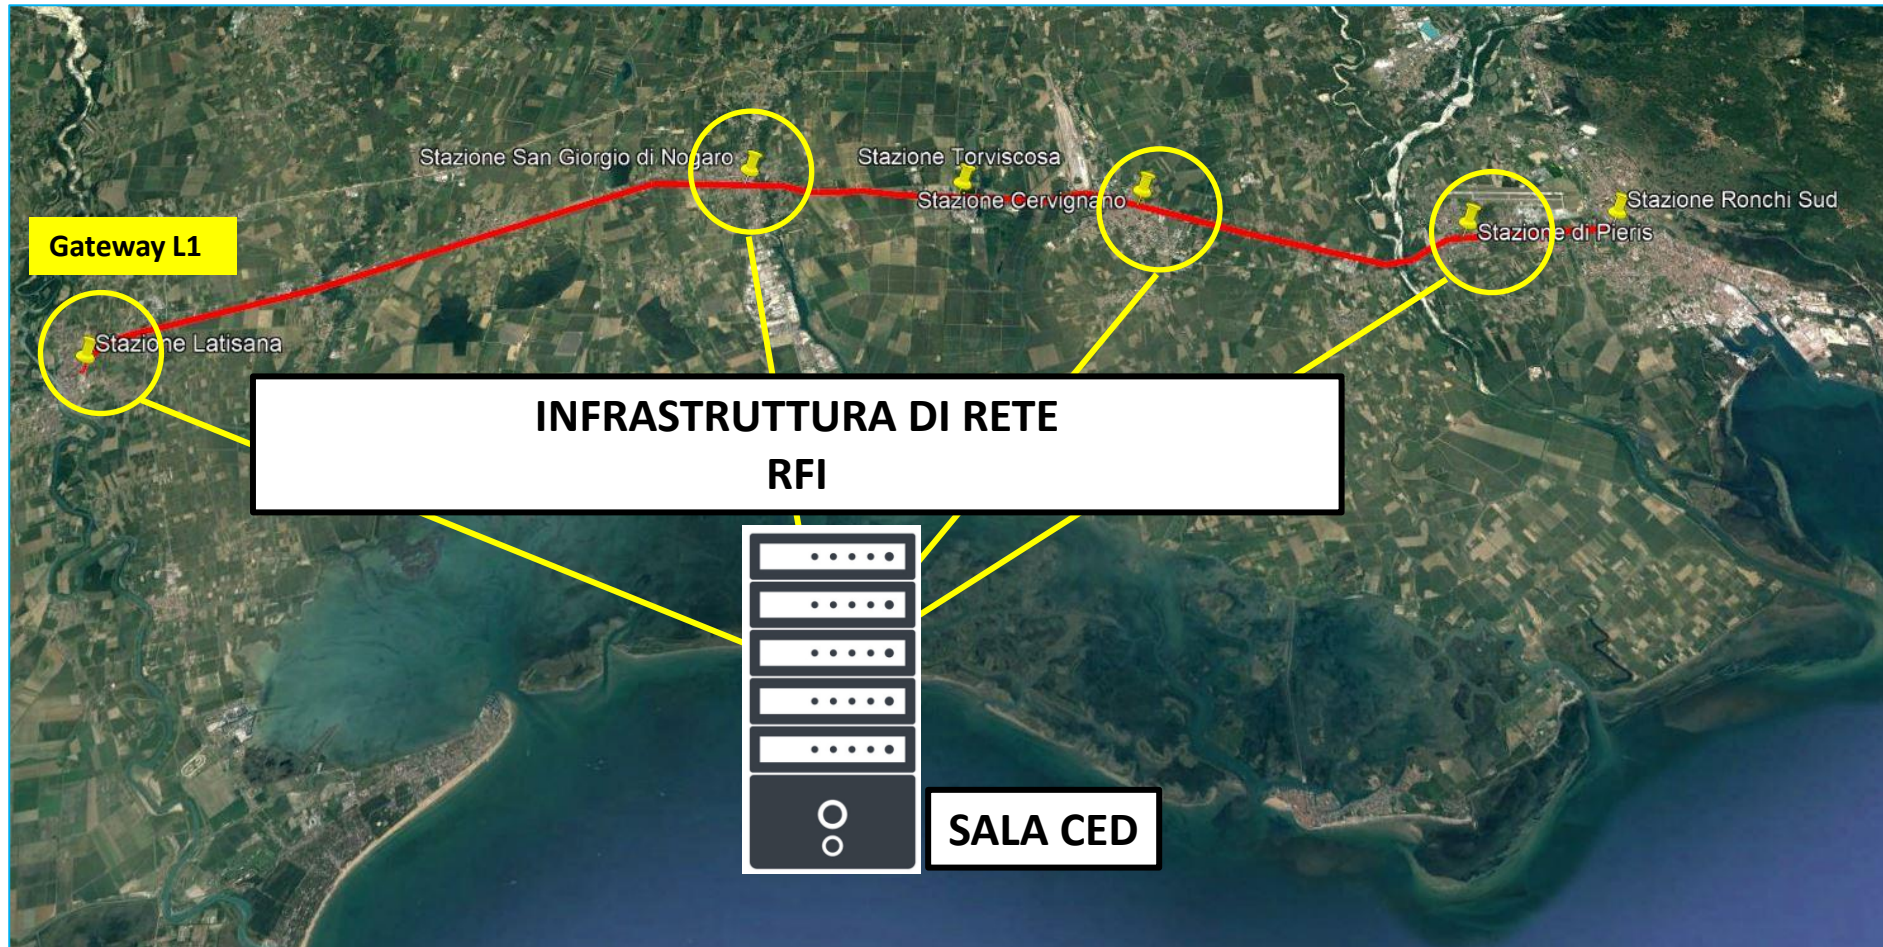 Stazione San Giorgio di Nogaro
Stazione Torviscosa
Stazione Cervignano
Stazione Ronchi Sud
Stazione di Pieris
Gateway L1
Stazione Latisana
INFRASTRUTTURA DI RETE
RFI
SALA CED